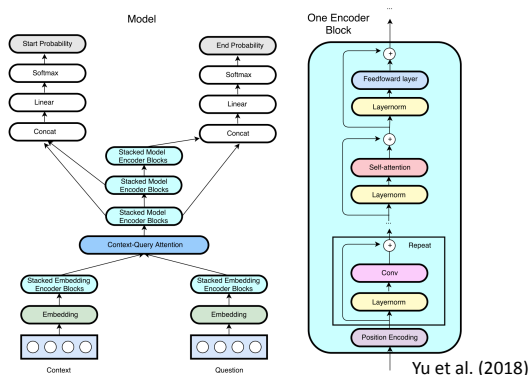 Model
Start Probability
Softmax
Linear
Concat
End Probability
Softmax
Linear
Concat
Stacked Model
Encoder Blocks
Stacked Model
Encoder Blocks
Stacked Model
Encoder Blocks
Context-Query Attention
Stacked Embedding
Encoder Blocks
Stacked Embedding
Encoder Blocks
Embedding
Embedding
Context
Question
One Encoder
Block
...
+
Feedfoward layer
Layernorm
+
Self-attention
Layernorm
...
+
Repeat
Conv
Layernorm
Position Encoding
Yu et al. (2018)